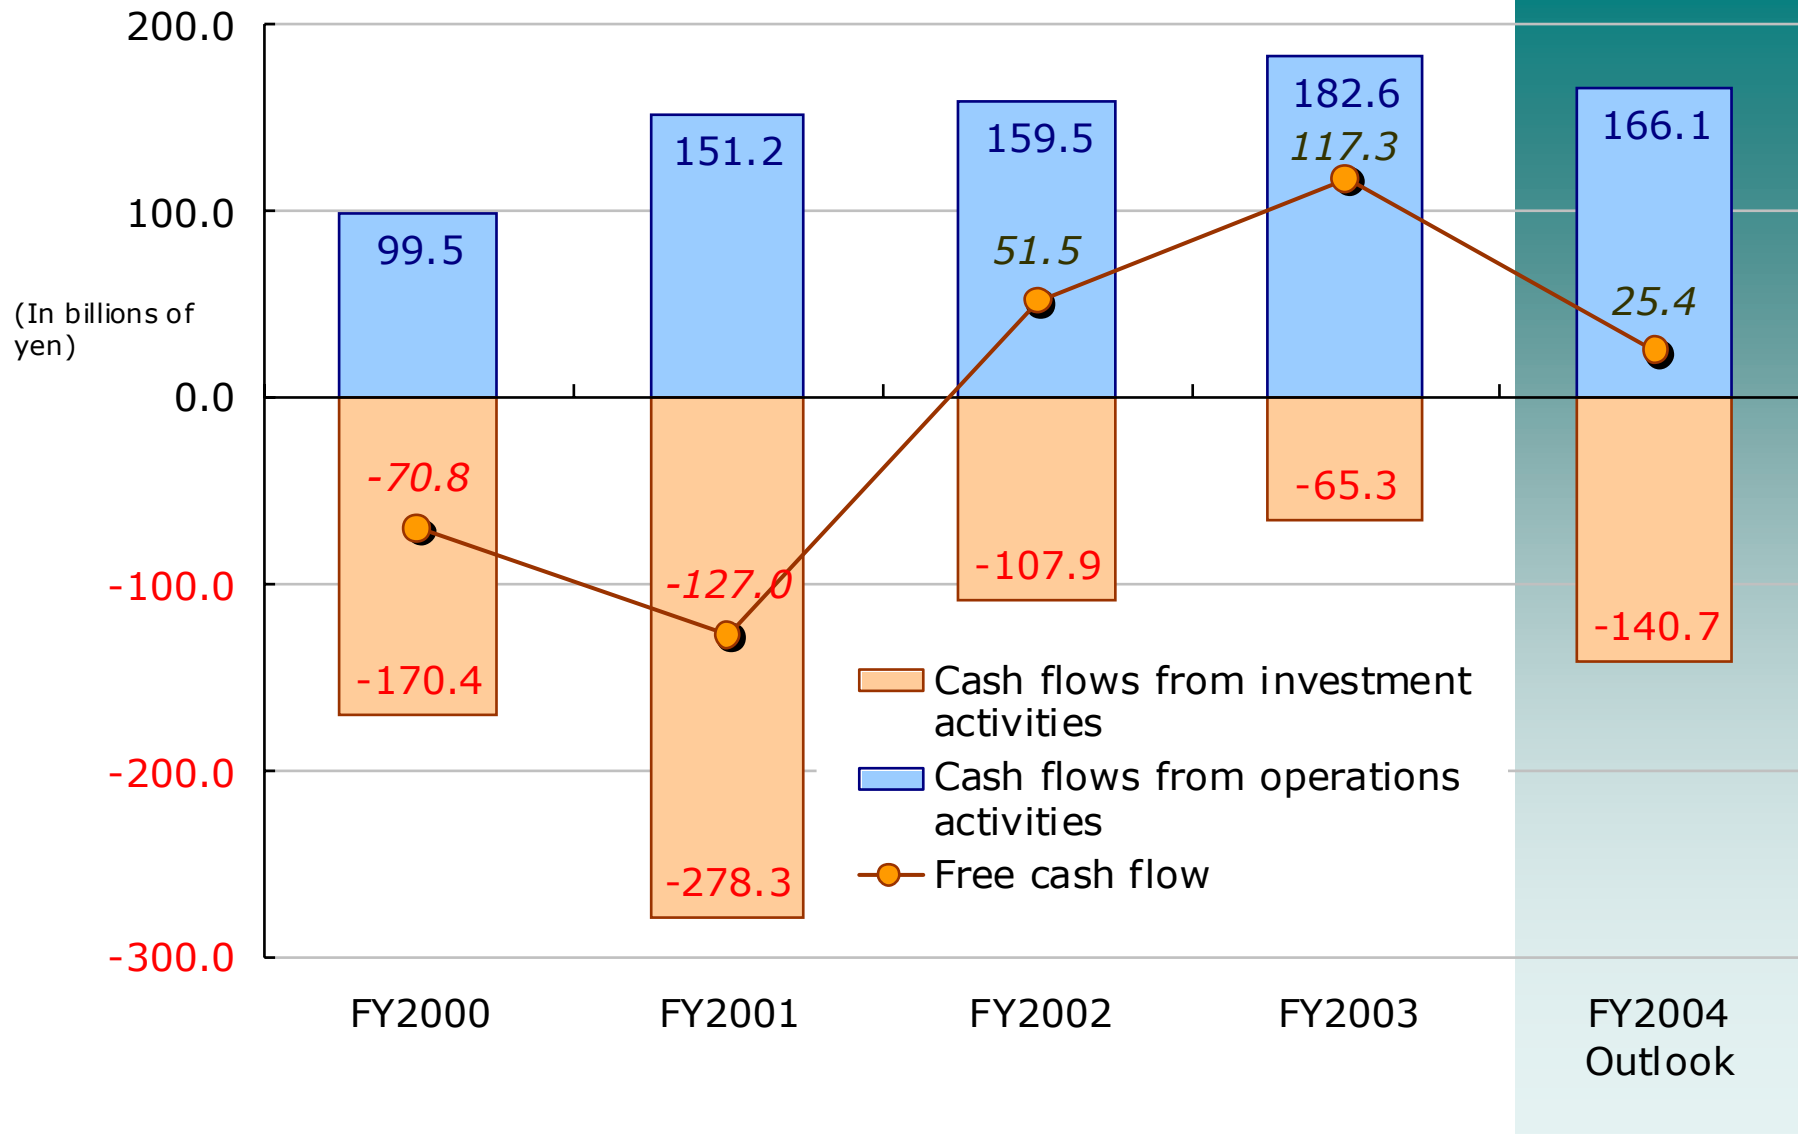 200.0
100.0
(In billions of
yen)
0.0
-100.0
-200.0
-300.0
99.5
151.2
159.5
182.6
166.1
-70.8
-127.0
51.5
117.3
25.4
-170.4
-278.3
-107.9
-65.3
-140.7
Cash flows from investment
activities
Cash flows from operations
activities
Free cash flow
FY2000
FY2001
FY2002
FY2003
FY2004
Outlook